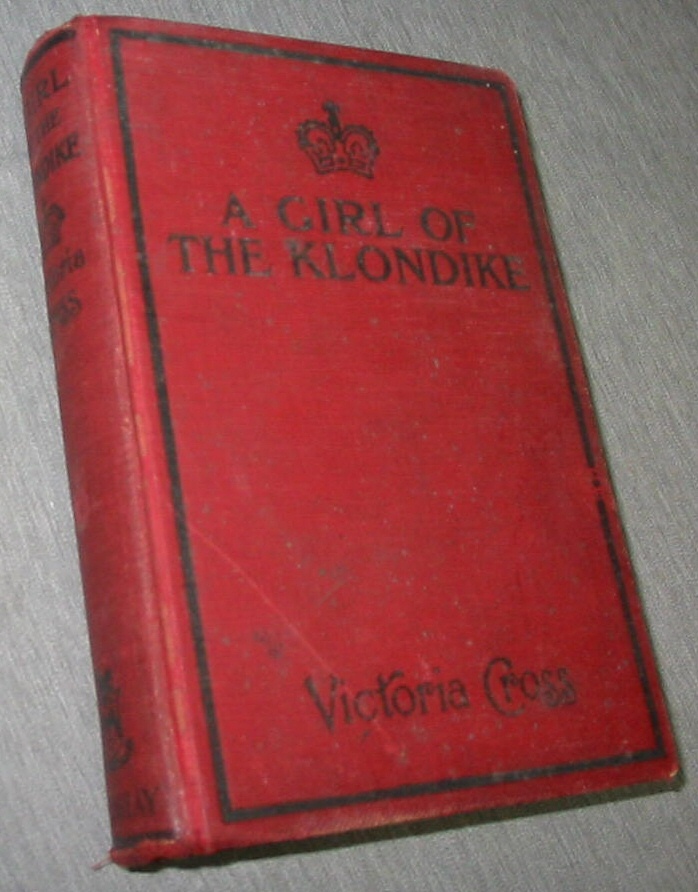 A GIRL OF
THE KLONDIKE
Victoria Cross